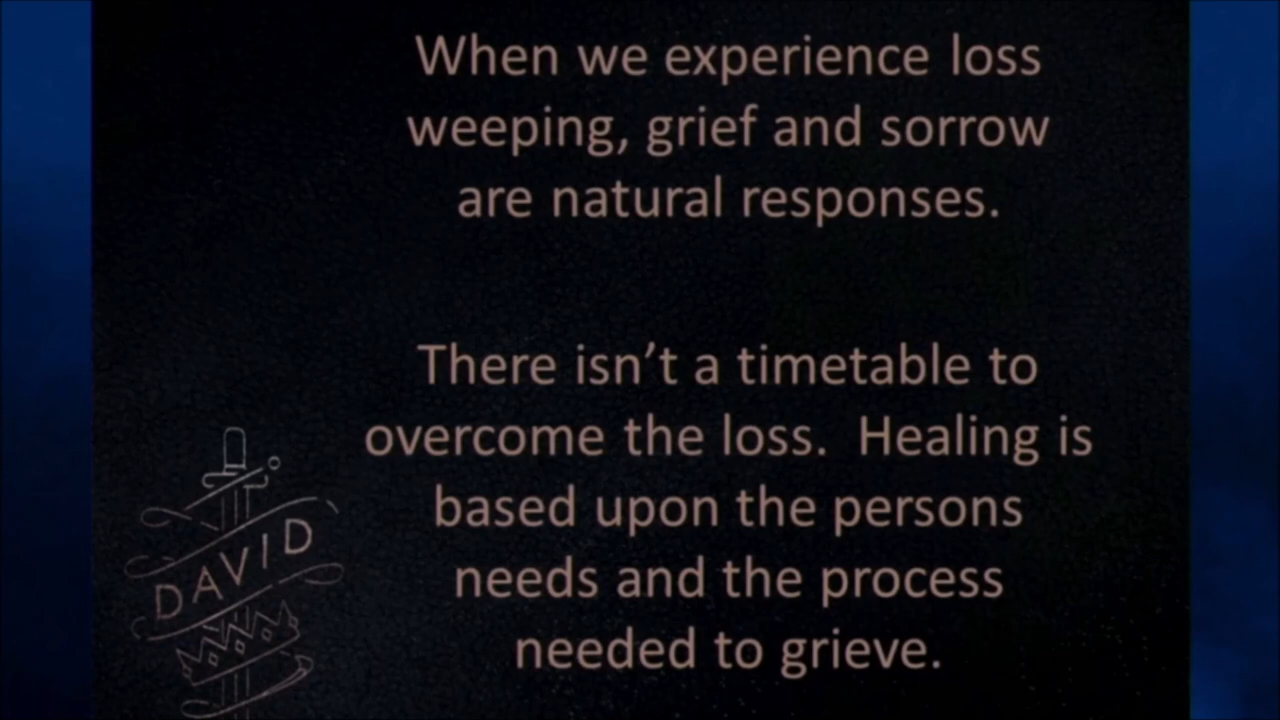 When we experience loss
weeping, grief and sorrow
are natural responses.
There isn’t a timetable to
overcome the loss.  Healing is
based upon the persons
needs and the process
needed to grieve.
DAVID